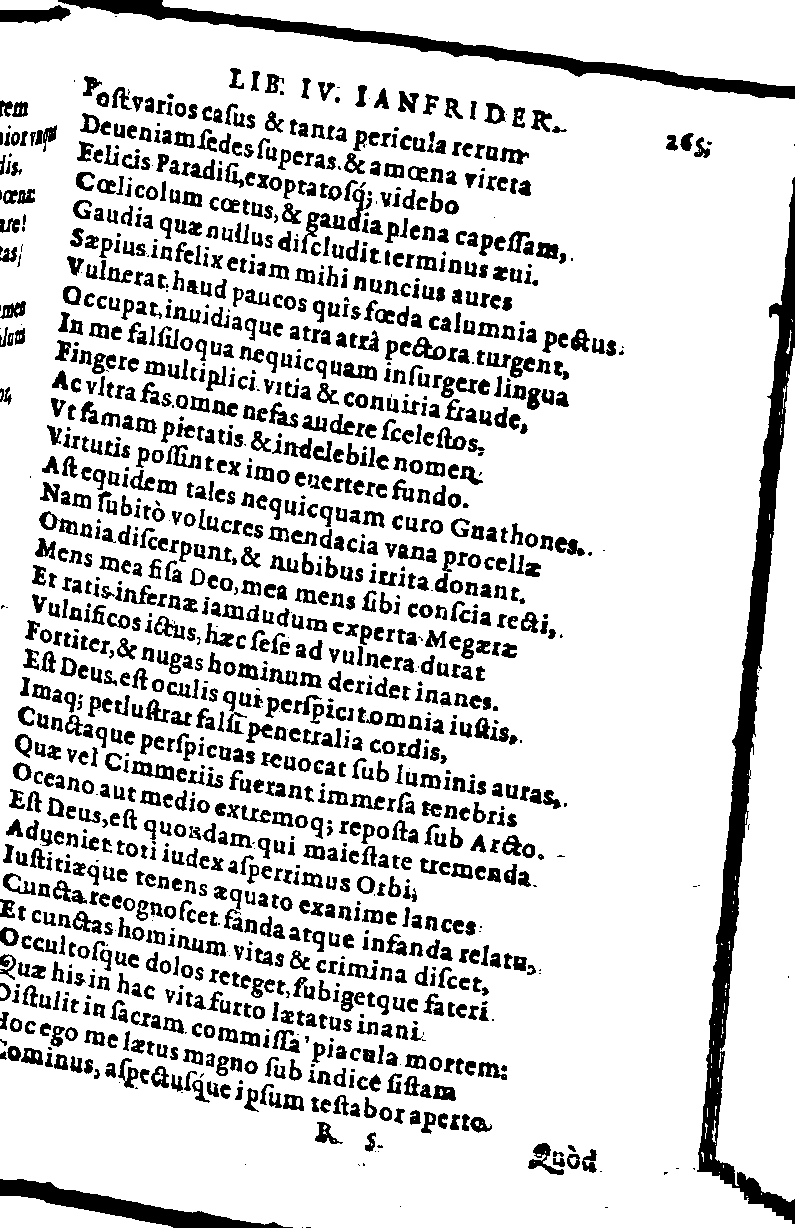 LIB. IV. IANFRIDER.
265;
Poſt varios caſus & tanta pericula rerum
Deueniam ſedes ſuperas & amœna vireta
Felicis Paradiſi, exoptatoſq́; videbo
Cœlicolum cœtus, & gaudia plena capeſſam,
Gaudia quæ nullus diſcludit terminus æui.
Sæpius infelix etiam mihi nuncius aures
Vulnerat, haud paucos quis fœda calumnia pectus
Occupat, inuidiaque atra atrâ pectora turgent,
In me falſiloqua nequicquam inſurgere lingua
Fingere multiplici vitia & conuitia fraude,
Ac vltra fas omne nefas audere ſceleſtos,
Vt famam pietatis & indelebile nomen
Virtutis poſſint ex imo euertere fundo.
Aſt equidem tales nequicquam curo Gnathones.
Nam ſubitò volucres mendacia vana procellæ
Omnia diſcerpunt, & nubibus irrita donant.
Mens mea fiſa Deo, mea mens ſibi conſcia recti,
Et ratis infernæ iamdudum experta Megæræ
Vulnificos ictus, hæc ſeſe ad vulnera durat
Fortiter, & nugas hominum deridet inanes.
Eſt Deus, eſt oculis qui perſpicit omnia iuſtis,
Imaq; perluſtrat falſi penetralia cordis,
Cunctaque perſpicuas reuocat ſub luminis auras,
Quæ vel Cimmeriis fuerant immerſa tenebris
Oceano aut medio extremoq; repoſta ſub Arcto.
Eſt Deus, eſt quondam qui maieſtate tremenda
Adueniet toti iudex aſperrimus Orbi,
Iuſtitiæque tenens æquato exanime lances
Cuncta recognoſcet fanda atque infanda relatu,
Et cunctas hominum vitas & crimina diſcet,
Occultoſque dolos reteget, ſubigetque fateri
Quæ his in hac vita furto lætatus inani
Diſtulit in ſacram commiſſa piacula mortem:
Hoc ego me lætus magno ſub indice ſiſtam
Cominus, aſpectuſq́ue ipſum teſtabor aperto
R 5
Quòd